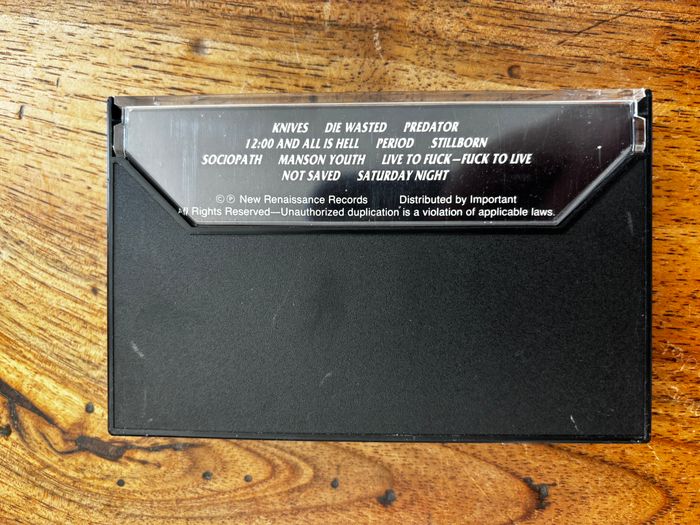 KNIVES DIE WASTED PREDATOR
12:00 AND ALL IS HELL PERIOD STILLBORN
SOCIOPATH MANSON YOUTH LIVE TO FUCK—FUCK TO LIVE
NOT SAVED SATURDAY NIGHT
© ℗ New Renaissance Records Distributed by Important
All Rights Reserved—Unauthorized duplication is a violation of applicable laws.